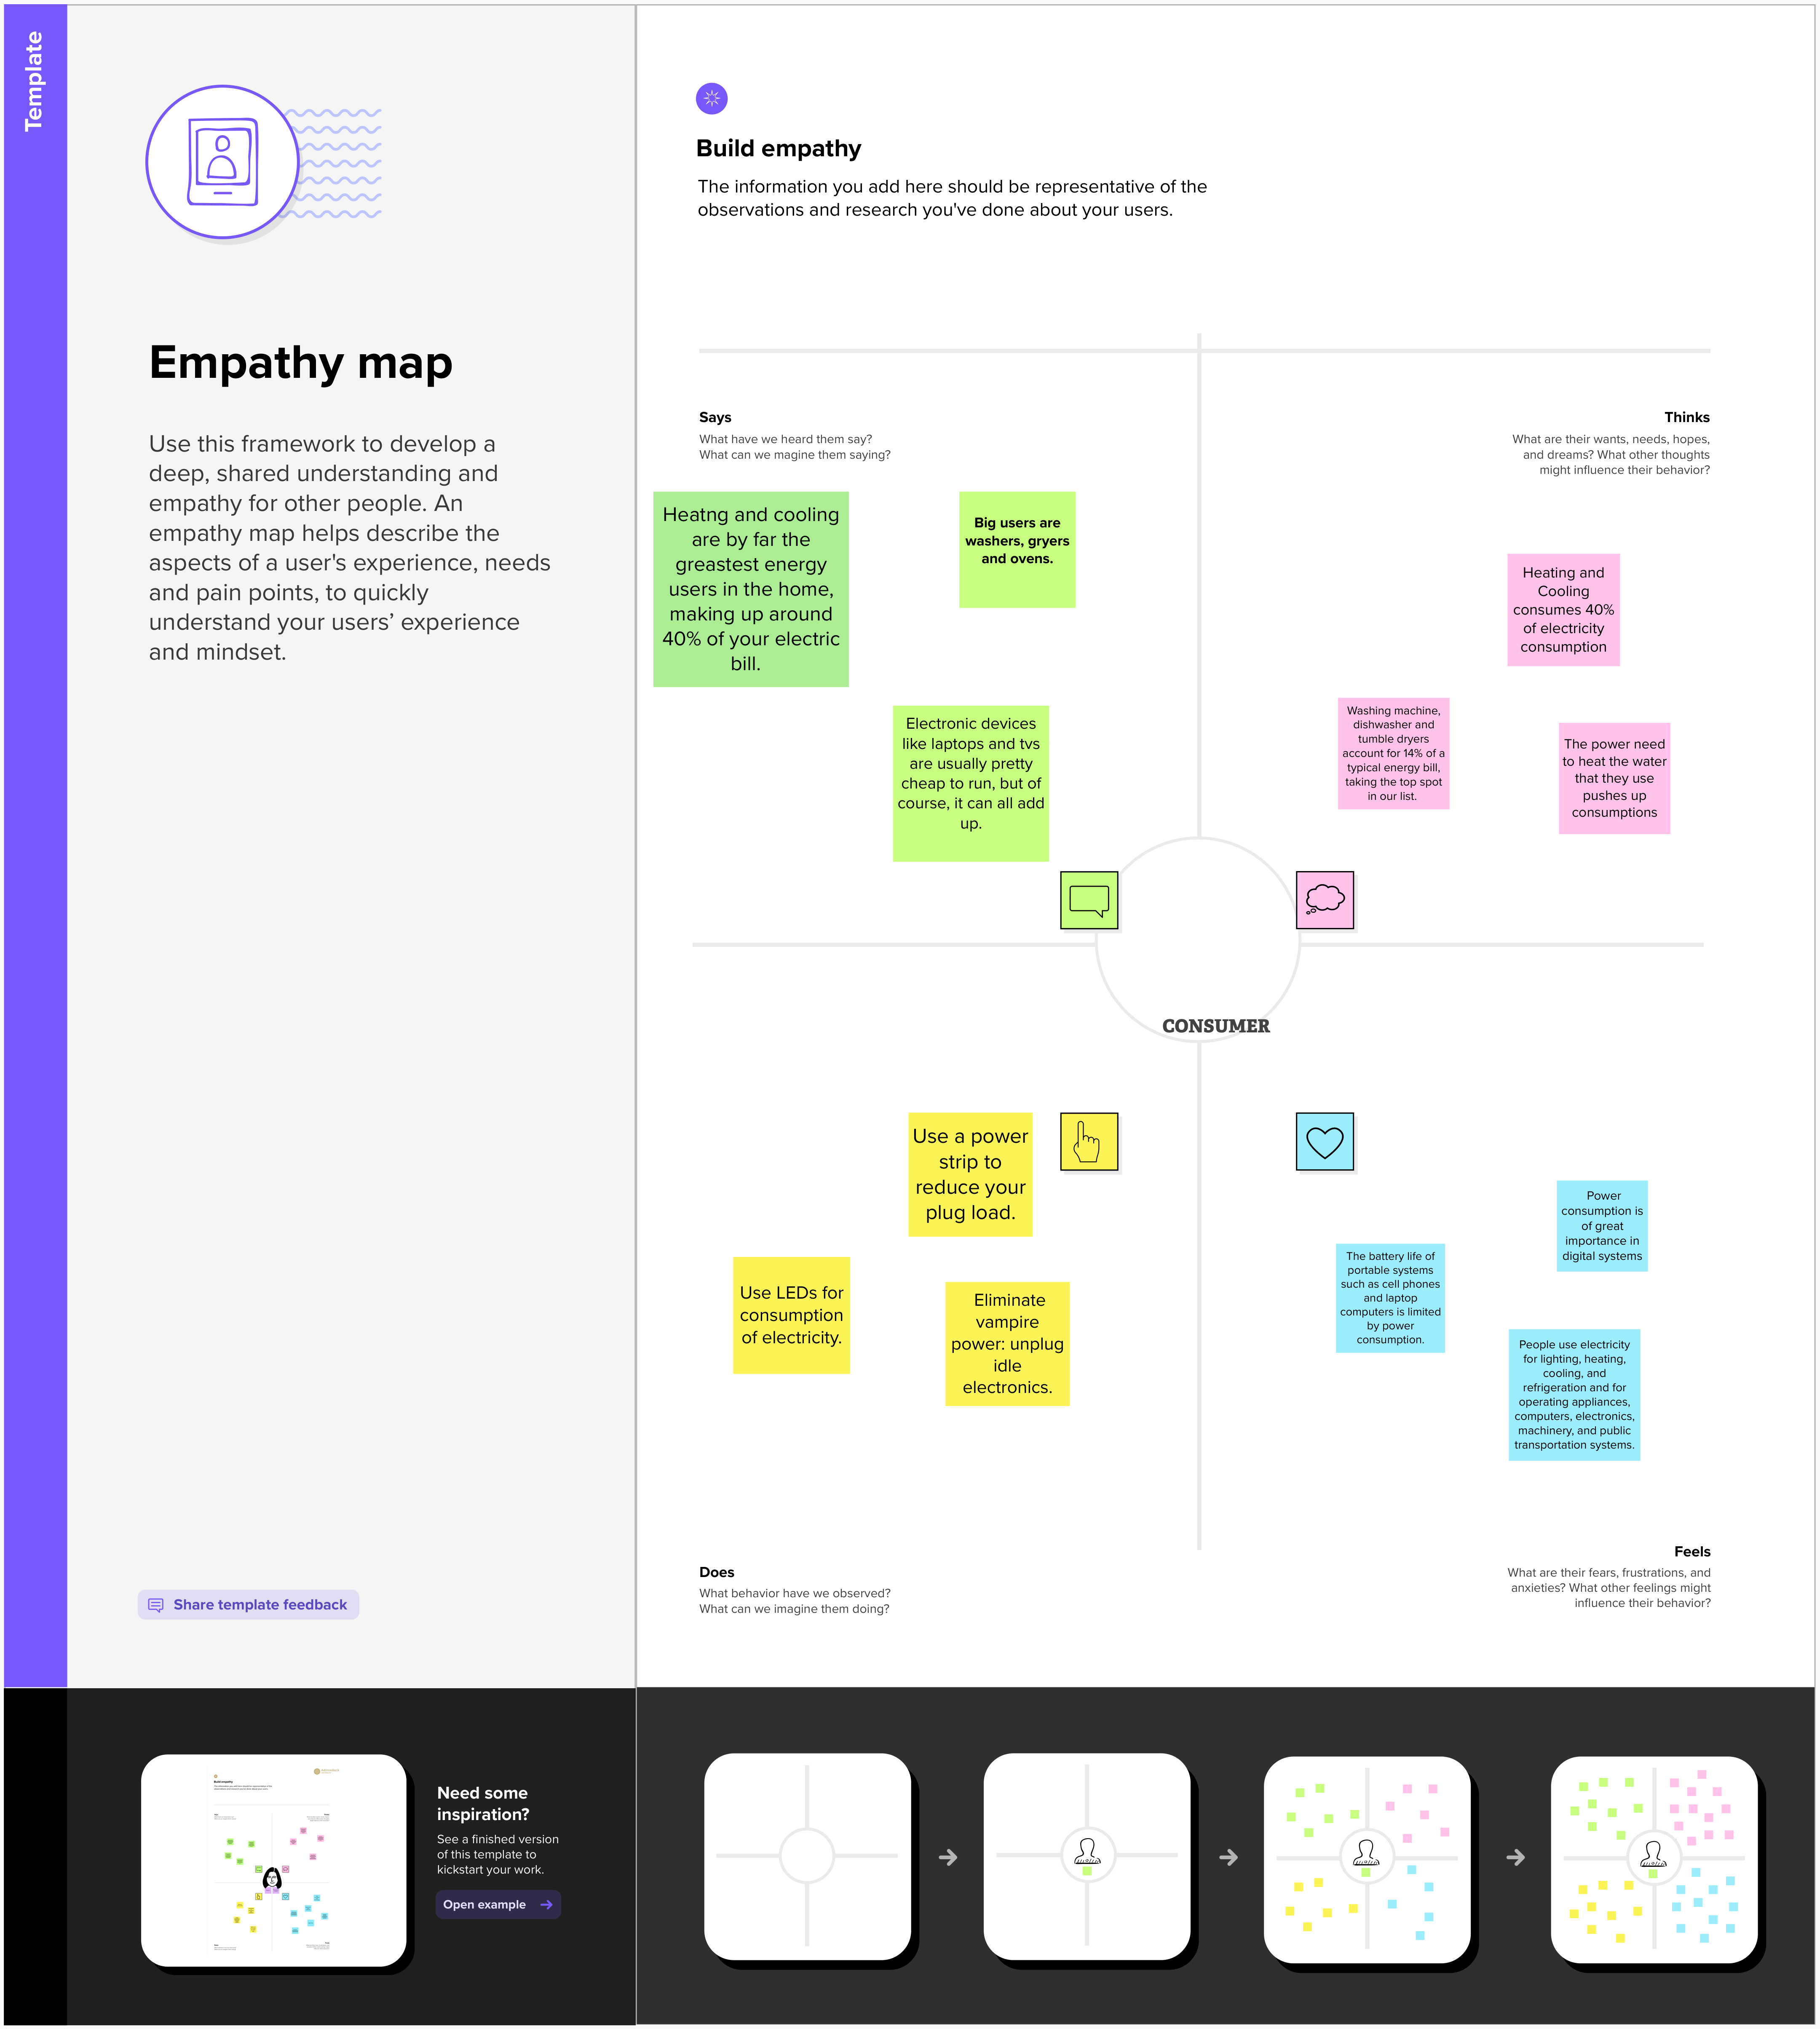 Template
Empathy map
Use this framework to develop a
deep, shared understanding and
empathy for other people. An
empathy map helps describe the
aspects of a user's experience, needs
and pain points, to quickly
understand your users’ experience
and mindset.
Share template feedback
Build empathy
The information you add here should be representative of the
observations and research you've done about your users.
Says
What have we heard them say?
What can we magine them saying?
Heatng and cooling
are by far the
greastest energy
users in the home,
making up around
40% of your electric
bill.
Big users are
washers, gryers
and ovens.
Electronic devices
like laptops and tvs
are usually pretty
cheap to run, but of
course, it can all add
up.
Thinks
What are their wants, needs, hopes,
and dreams? What other thoughts
might influence their behavior?
Heating and
Cooling
consumes 40%
of electricity
consumption
Washing machine,
dishwasher and
tumble dryers
account for 14% of a
typical energy bill,
taking the top spot
in our list.
The power need
to heat the water
that they use
pushes up
consumptions
CONSUMER
Use a power
strip to
reduce your
plug load.
Use LEDs for
consumption
of electricity.
Eliminate
vampire
power: unplug
idle
electronics.
Does
What behavior have we observed?
What can we imagine them doing?
Power
consumption is
of great
importance in
digital systems
The battery life of
portable systems
such as cell phones
and laptop
computers is limited
by power
consumption.
People use electricity
for lighting, heating,
cooling, and
refrigeration and for
operating appliances,
computers, electronics,
machinery, and public
transportation systems.
Feels
What are their fears, frustrations, and
anxieties? What other feelings might
influence their behavior?
Build empathy
Need some
inspiration?
See a finished version
of this template to
kickstart your work.
Open example